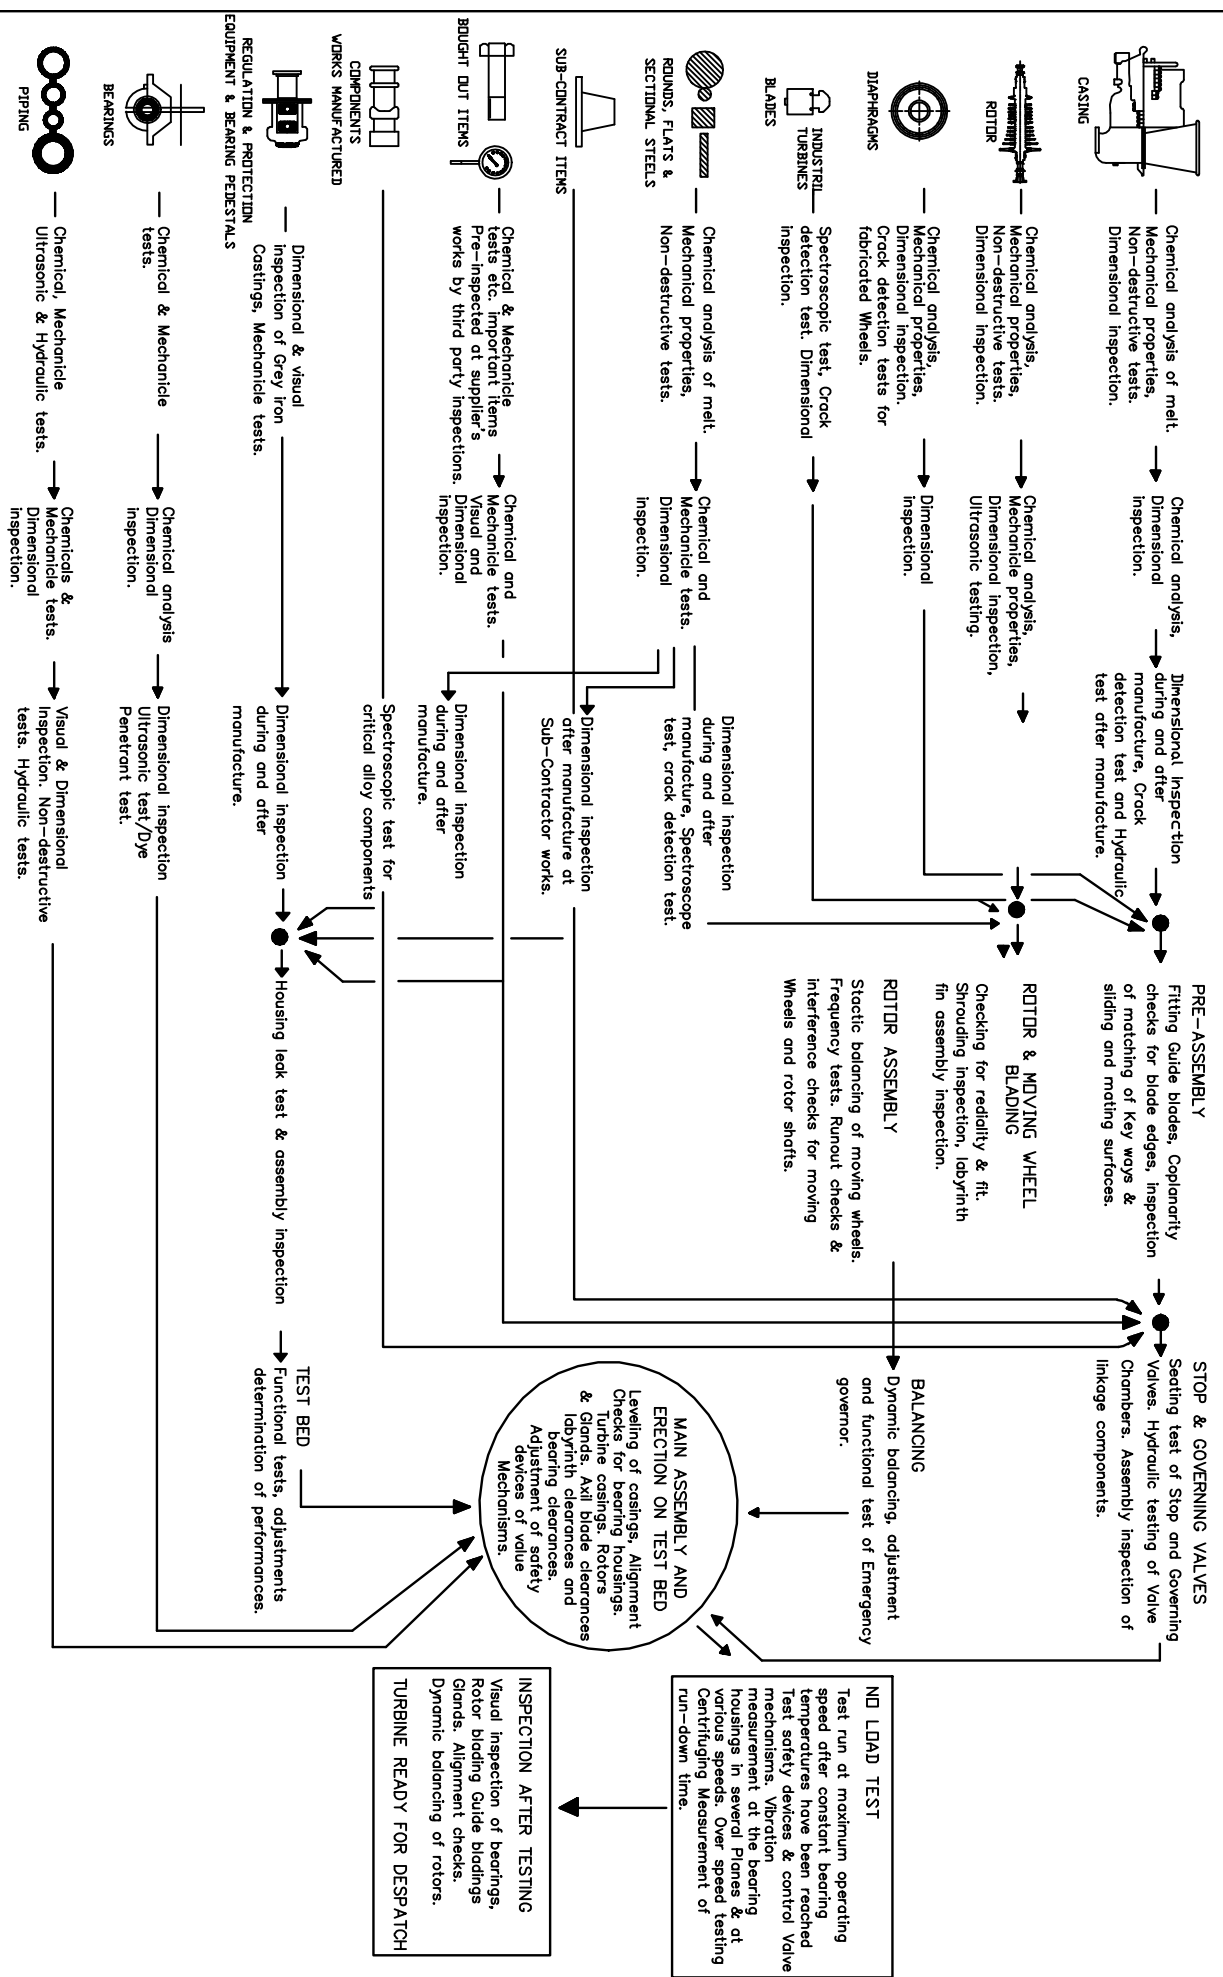 CASING
Chemical analysis of melt.
Mechanical properties,
Non-destructive tests.
Dimensional inspection.
Chemical analysis,
Dimensional
inspection.
Dimensional Inspection
during and after
manufacture, Crack
detection test and Hydraulic
test after manufacture.
PRE-ASSEMBLY
Fitting Guide blades, Coplanarity
checks for blade edges, inspection
of matching of Key ways &
sliding and mating surfaces.
STOP & GOVERNING VALVES
Seating test of Stop and Governing
Valves. Hydraulic testing of Valve
Chambers. Assembly inspection of
linkage components.
ROTOR
Chemical analysis,
Mechanical properties,
Non-destructive tests.
Dimensional inspection.
Chemical analysis,
Mechanicle properties,
Dimensional inspection,
Ultrasonic testing.
ROTOR & MOVING WHEEL
BLADING
Checking for rediality & fit.
Shrouding inspection, labyrinth
fin assembly inspection.
DIAPHRAGMS
Chemical analysis,
Mechanical properties,
Dimensional inspection.
Crack detection tests for
fabricated Wheels.
Dimensional
inspection.
ROTOR ASSEMBLY
Stactic balancing of moving wheels.
Frequency tests. Runout checks &
interference checks for moving
Wheels and rotor shafts.
BALANCING
Dynamic balancing, adjustment
and functional test of Emergency
governor.
INDUSTRIL
TURBINES
BLADES
Spectroscopic test, Crack
detection test. Dimensional
inspection.
ROUNDS, FLATS &
SECTIONAL STEELS
Chemical analysis of melt.
Mechanical properties,
Non-destructive tests.
Chemical and
Mechanicle tests.
Dimensional
inspection.
Dimensional inspection
during and after
manufacture, Spectroscope
test, crack detection test.
SUB-CONTRACT ITEMS
Dimensional inspection
after manufacture at
Sub-Contractor works.
BOUGHT OUT ITEMS
Chemical & Mechanicle
tests etc. important items
Pre-inspected at supplier's
works by third party inspections.
Chemical and
Mechanicle tests.
Visual and
Dimensional
inspection.
Dimensional inspection
during and after
manufacture.
COMPONENTS
WORKS MANUFACTURED
Spectroscopic test for
critical alloy components
REGULATION & PROTECTION
EQUIPMENT & BEARING PEDESTALS
Dimensional & visual
inspection of Grey iron
Castings, Mechanicle tests.
Dimensional inspection
during and after
manufacture.
Housing leak test & assembly inspection
TEST BED
Functional tests, adjustments
determination of performances.
BEARINGS
Chemical & Mechanicle
tests.
Chemical analysis
Dimensional
inspection.
Dimensional inspection
Ultrasonic test/Dye
Penetrant test.
PIPING
Chemical, Mechanicle
Ultrasonic & Hydraulic tests.
Chemicals &
Mechanicle tests.
Dimensional
inspection.
Visual & Dimensional
Inspection. Non-destructive
tests. Hydraulic tests.
MAIN ASSEMBLY AND
ERECTION ON TEST BED
Leveling of casings, Alignment
Checks for bearing housings.
Turbine casings. Rotors
& Glands. Axil blade clearances
labyrinth clearances and
bearing clearances.
Adjustment of safety
devices of value
Mechanisms.
NO LOAD TEST
Test run at maximum operating
speed after constant bearing
temperatures have been reached
Test safety devices & control Valve
mechanisms. Vibration
measurement at the bearing
housings in several Planes & at
various speeds. Over speed testing
Centrifuging Measurement of
run-down time.
INSPECTION AFTER TESTING
Visual inspection of bearings,
Rotor blading Guide bladings
Glands. Alignment checks.
Dynamic balancing of rotors.
TURBINE READY FOR DESPATCH